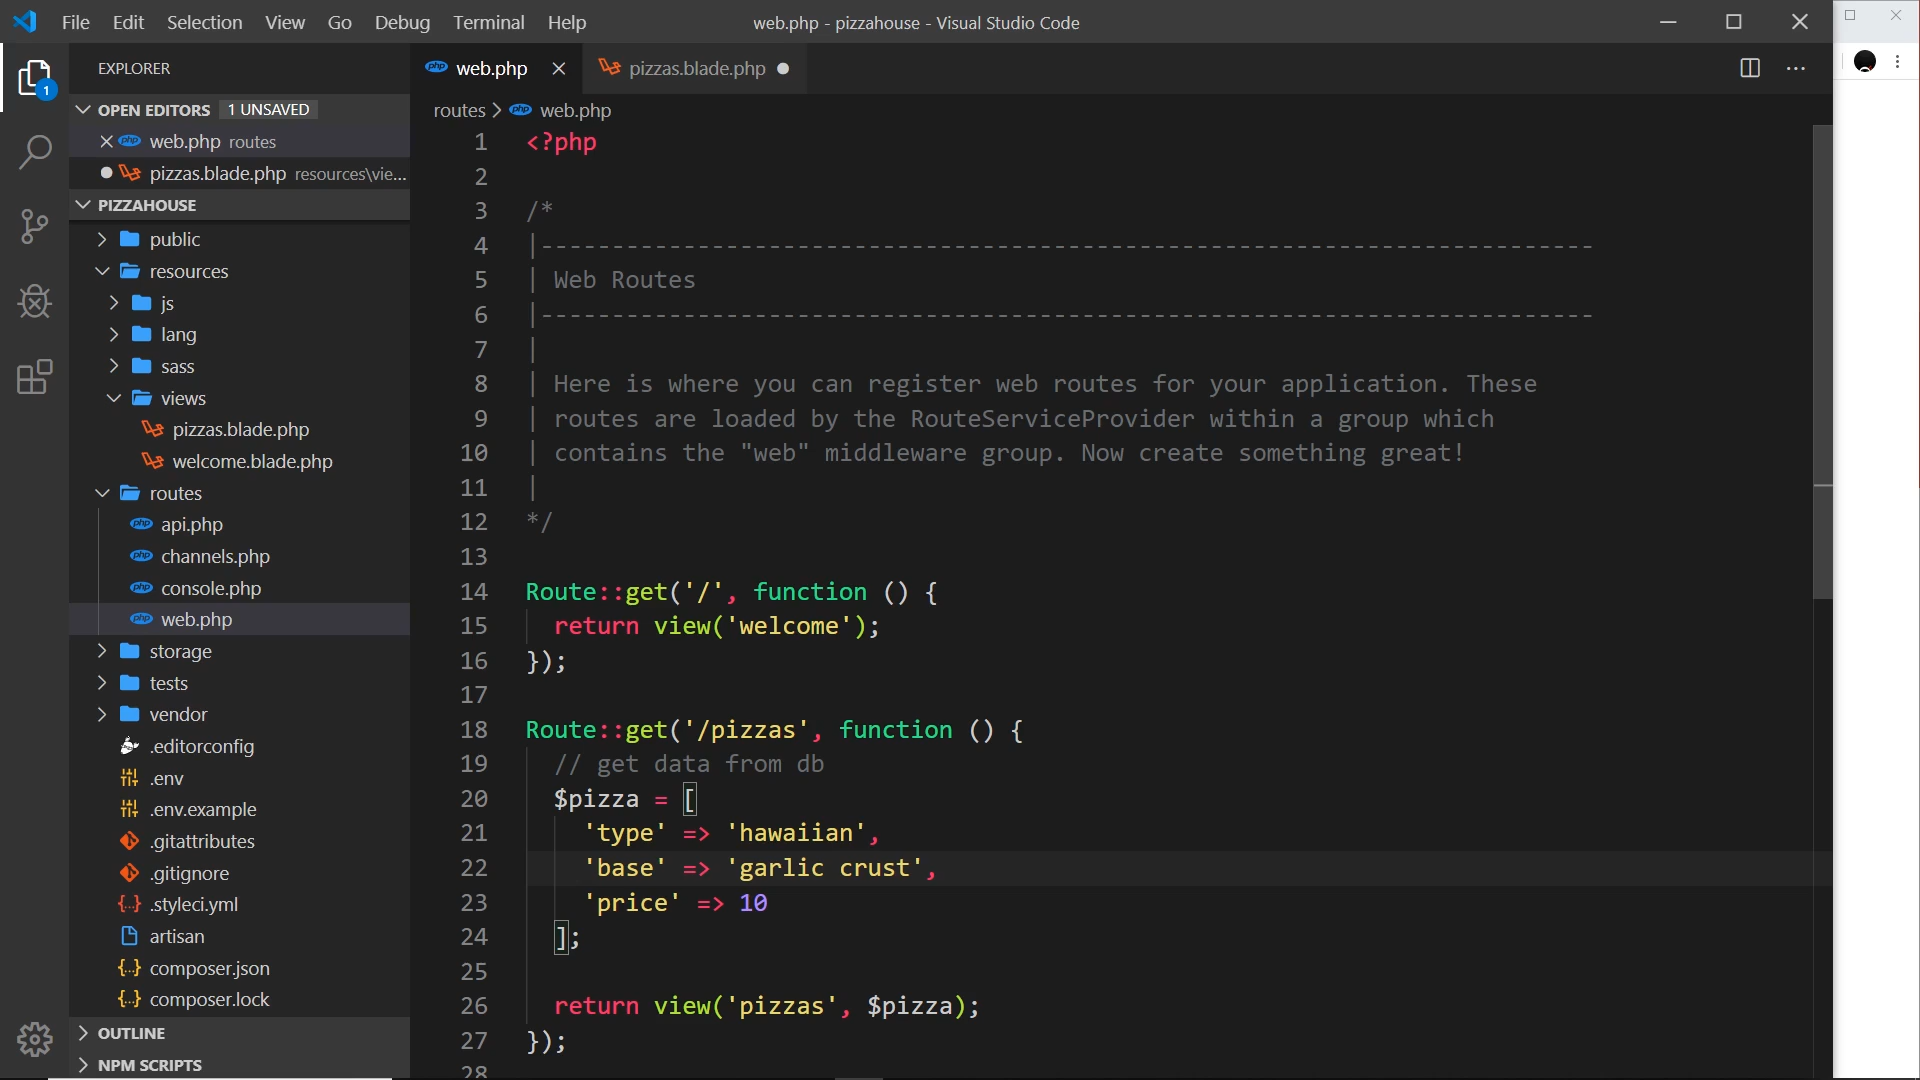 File Edit Selection View Go Debug Terminal Help
web.php - pizzahouse - Visual Studio Code
1
EXPLORER
OPEN EDITORS 1 UNSAVED
web.php routes
pizzas.blade.php resources\vie...
PIZZAHOUSE
public
resources
js
lang
sass
views
pizzas.blade.php
welcome.blade.php
routes
php api.php
php channels.php
php console.php
php web.php
storage
tests
vendor
.editorconfig
.env
.env.example
.gitattributes
.gitignore
{..} .styleci.yml
artisan
{..} composer.json
{..} composer.lock
OUTLINE
NPM SCRIPTS
php web.php
pizzas.blade.php
routes > php web.php
1 <?php
2
3 /*
4 |--------------------------------------------------------------------------
5 | Web Routes
6 |--------------------------------------------------------------------------
7 |
8 | Here is where you can register web routes for your application. These
9 | routes are loaded by the RouteServiceProvider within a group which
10 | contains the "web" middleware group. Now create something great!
11 |
12 */
13
14 Route::get('/', function () {
15 return view('welcome');
16 });
17
18 Route::get('/pizzas', function () {
19 // get data from db
20 $pizza = [
21 'type' => 'hawaiian',
22 'base' => 'garlic crust',
23 'price' => 10
24 ];
25
26 return view('pizzas', $pizza);
27 });
28